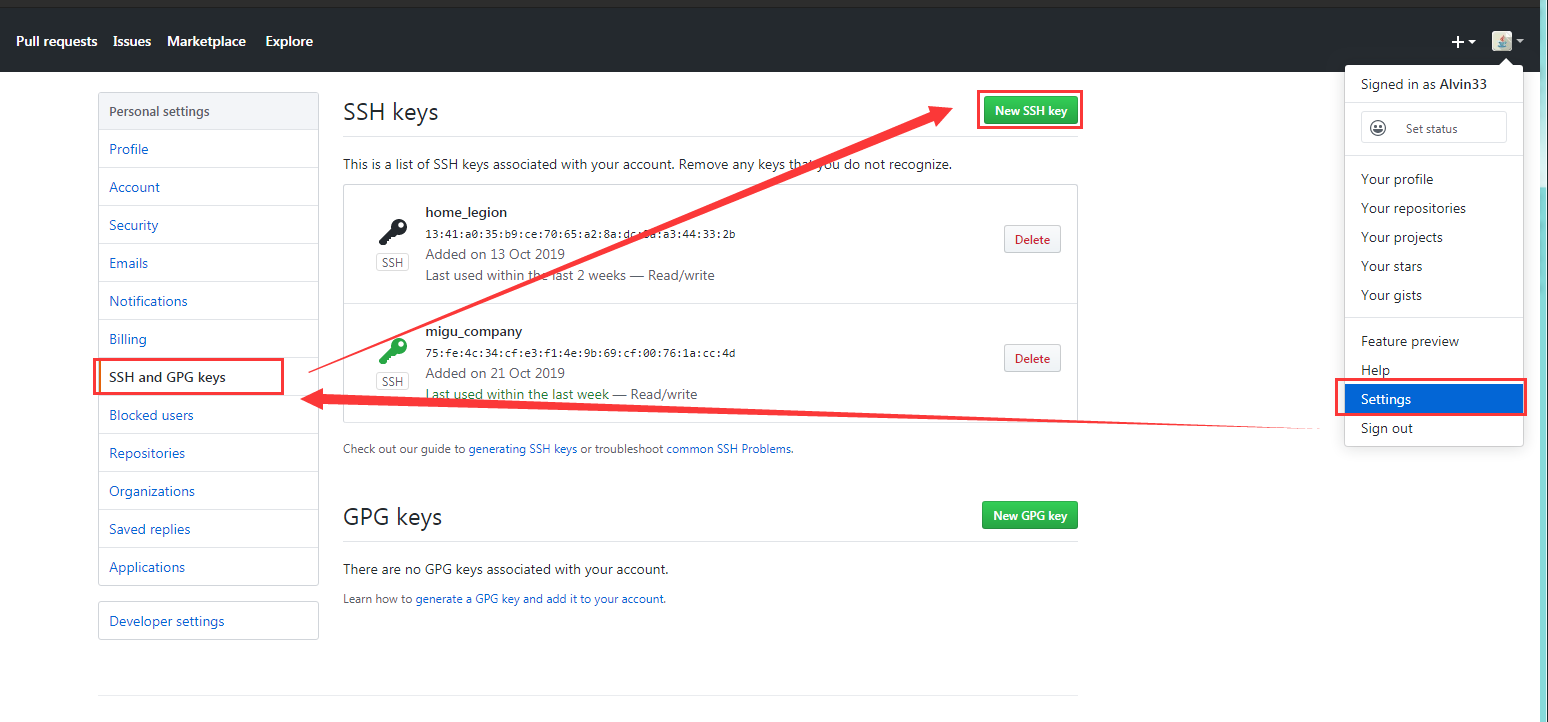 Pull requests Issues Marketplace Explore
Signed in as Alvin33
Set status
Your profile
Your repositories
Your projects
Your stars
Your gists
Feature preview
Help
Settings
Sign out
Personal settings
Profile
Account
Security
Emails
Notifications
Billing
SSH and GPG keys
Blocked users
Repositories
Organizations
Saved replies
Applications
Developer settings
SSH keys
New SSH key
This is a list of SSH keys associated with your account. Remove any keys that you do not recognize.
home_legion
13:41:a0:35:b9:ce:70:65:a2:8a:dc: :a3:44:33:2b
Added on 13 Oct 2019
Last used within the last 2 weeks — Read/write
SSH
Delete
migu_company
75:fe:4c:34:cf:e3:f1:4e:9b:69:cf:00:76:1a:cc:4d
Added on 21 Oct 2019
Last used within the last week — Read/write
SSH
Delete
Check out our guide to generating SSH keys or troubleshoot common SSH Problems.
GPG keys
New GPG key
There are no GPG keys associated with your account.
Learn how to generate a GPG key and add it to your account.